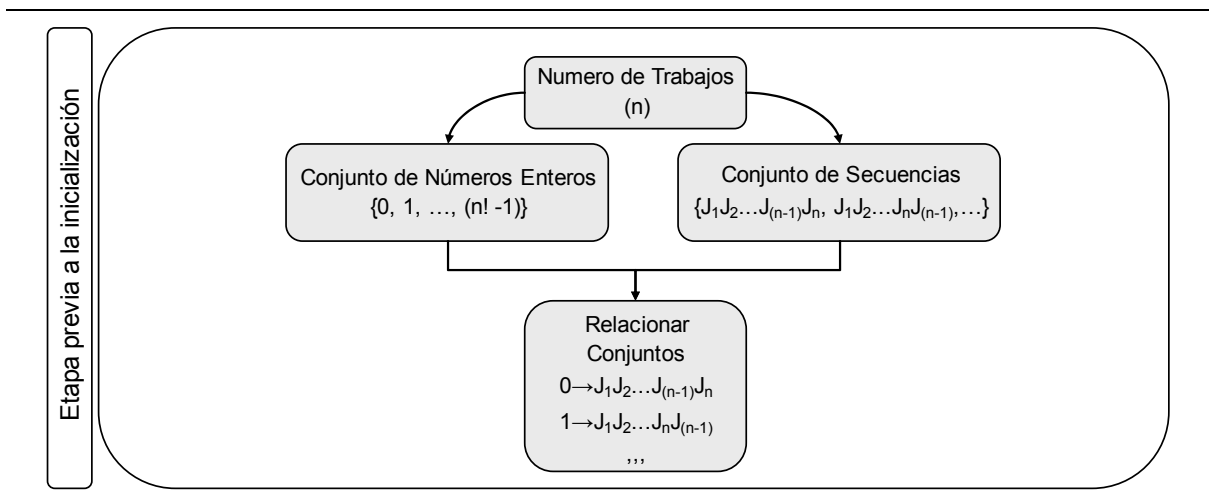 Etapa previa a la inicialización
Numero de Trabajos
(n)
Conjunto de Números Enteros
{0, 1, …, (n! -1)}
Conjunto de Secuencias
{J₁J₂…J₍ₙ₋₁₎Jₙ, J₁J₂…JₙJ₍ₙ₋₁₎,…}
Relacionar
Conjuntos
0→J₁J₂…J₍ₙ₋₁₎Jₙ
1→J₁J₂…JₙJ₍ₙ₋₁₎
,,,